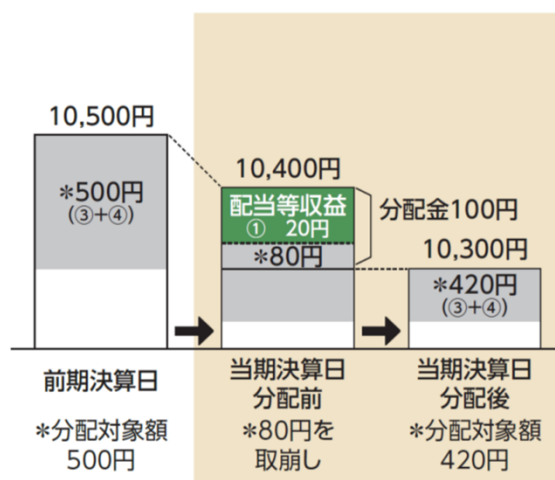 10,500円
*500円
(③+④)
10,400円
配当等収益
① 20円
*80円
分配金100円
10,300円
*420円
(③+④)
前期決算日
当期決算日
分配前
当期決算日
分配後
*分配対象額
500円
*80円を
取崩し
*分配対象額
420円